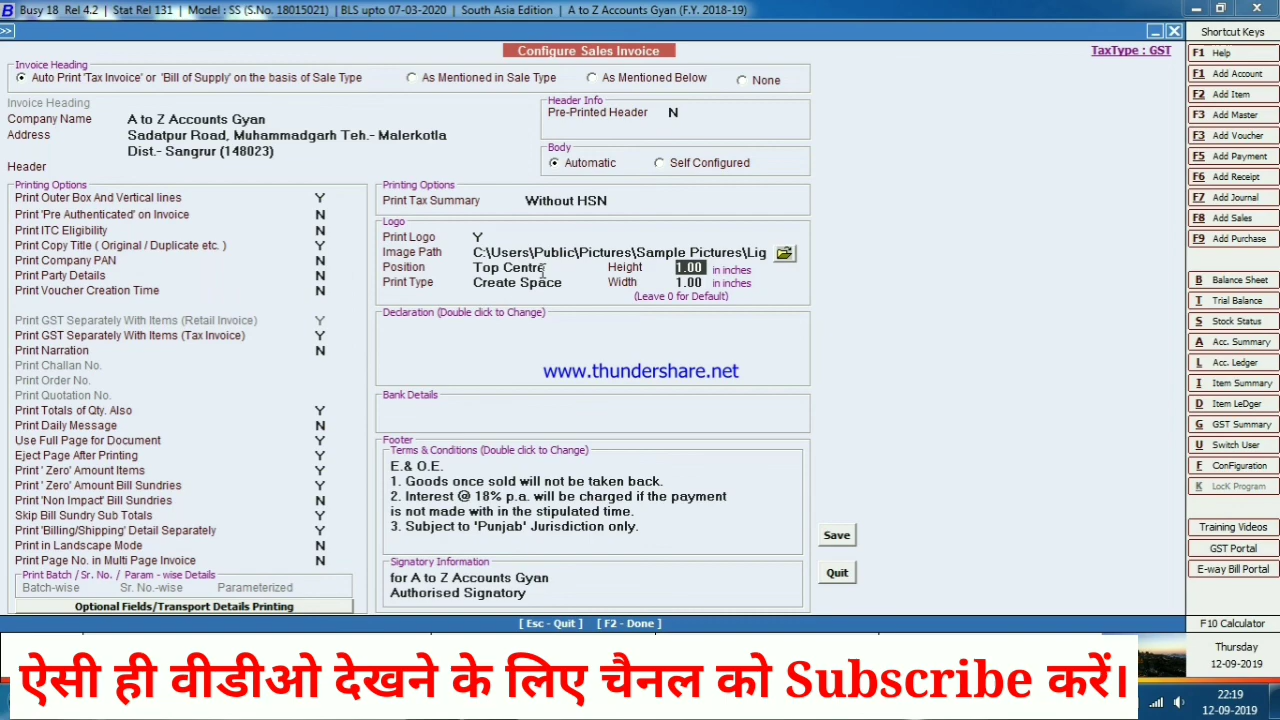 Busy 18 Rel 4.2 | Stat Rel 131 | Model : SS (S.No. 18015021) | BLS upto 07-03-2020 | South Asia Edition | A to Z Accounts Gyan (F.Y. 2018-19)
>>
Configure Sales Invoice
TaxType : GST
Invoice Heading
Auto Print 'Tax Invoice' or 'Bill of Supply' on the basis of Sale Type As Mentioned in Sale Type As Mentioned Below None
Invoice Heading
Company Name A to Z Accounts Gyan
Address Sadatpur Road, Muhammadgarh Teh.- Malerkotla
Dist.- Sangrur (148023)
Header
Header Info
Pre-Printed Header N
Body
Automatic Self Configured
Printing Options
Print Outer Box And Vertical lines Y
Print 'Pre Authenticated' on Invoice N
Print ITC Eligibility N
Print Copy Title ( Original / Duplicate etc. ) Y
Print Company PAN N
Print Party Details N
Print Voucher Creation Time N
Print GST Separately With Items (Retail Invoice) Y
Print GST Separately With Items (Tax Invoice) Y
Print Narration N
Print Challan No.
Print Order No.
Print Quotation No.
Print Totals of Qty. Also Y
Print Daily Message N
Use Full Page for Document Y
Eject Page After Printing Y
Print ' Zero' Amount Items Y
Print ' Zero' Amount Bill Sundries Y
Print 'Non Impact' Bill Sundries N
Skip Bill Sundry Sub Totals Y
Print 'Billing/Shipping' Detail Separately Y
Print in Landscape Mode N
Print Page No. in Multi Page Invoice N
Print Batch / Sr. No. / Param - wise Details
Batch-wise Sr. No.-wise Parameterized
Optional Fields/Transport Details Printing
Printing Options
Print Tax Summary Without HSN
Logo
Print Logo Y
Image Path C:\Users\Public\Pictures\Sample Pictures\Lig
Position Top Centre Height 1.00 in inches
Print Type Create Space Width 1.00 in inches
(Leave 0 for Default)
Declaration (Double click to Change)
www.thundershare.net
Bank Details
Footer
Terms & Conditions (Double click to Change)
E.& O.E.
1. Goods once sold will not be taken back.
2. Interest @ 18% p.a. will be charged if the payment
is not made with in the stipulated time.
3. Subject to 'Punjab' Jurisdiction only.
Signatory Information
for A to Z Accounts Gyan
Authorised Signatory
Save
Quit
[ Esc - Quit ] [ F2 - Done ]
Shortcut Keys
F1 Help
F1 Add Account
F2 Add Item
F3 Add Master
F3 Add Voucher
F5 Add Payment
F6 Add Receipt
F7 Add Journal
F8 Add Sales
F9 Add Purchase
B Balance Sheet
T Trial Balance
S Stock Status
A Acc. Summary
L Acc. Ledger
I Item Summary
D Item LeDger
G GST Summary
U Switch User
F Configuration
K LocK Program
Training Videos
GST Portal
E-way Bill Portal
F10 Calculator
Thursday
12-09-2019
22:19
12-09-2019
ऐसी ही वीडीओ देखने के लिए चैनल को Subscribe करें।